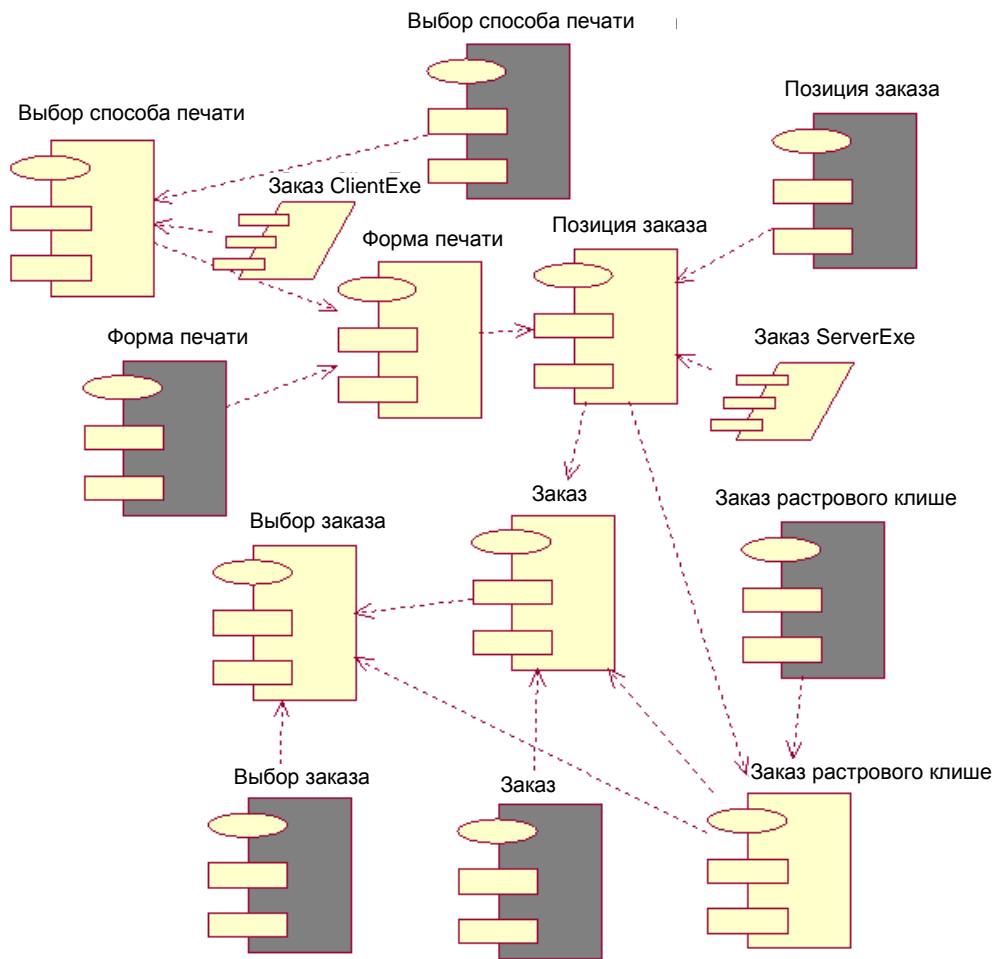 Выбор способа печати
Позиция заказа
Выбор способа печати
Заказ ClientExe
Форма печати
Позиция заказа
Форма печати
Заказ ServerExe
Заказ
Заказ растрового клише
Выбор заказа
Выбор заказа
Заказ
Заказ растрового клише